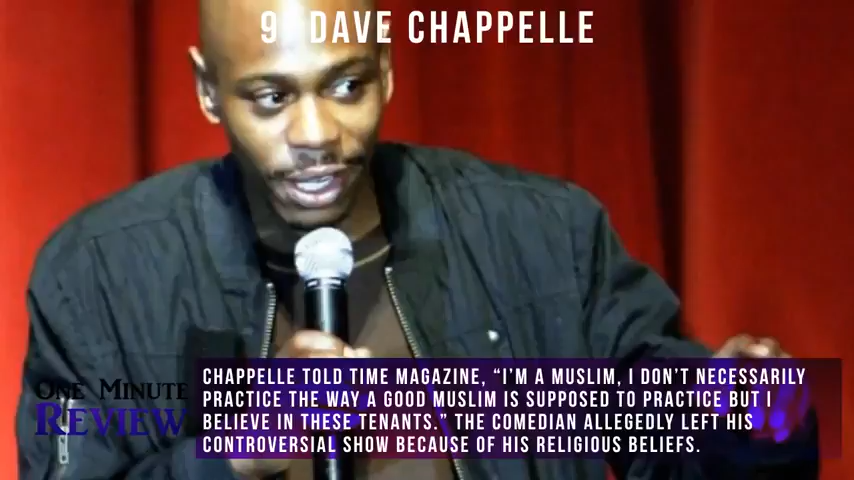 9. DAVE CHAPPELLE
CHAPPELLE TOLD TIME MAGAZINE, “I'M A MUSLIM, I DON'T NECESSARILY
PRACTICE THE WAY A GOOD MUSLIM IS SUPPOSED TO PRACTICE BUT I
BELIEVE IN THESE TENANTS.” THE COMEDIAN ALLEGEDLY LEFT HIS
CONTROVERSIAL SHOW BECAUSE OF HIS RELIGIOUS BELIEFS.
ONE MINUTE
REVIEW